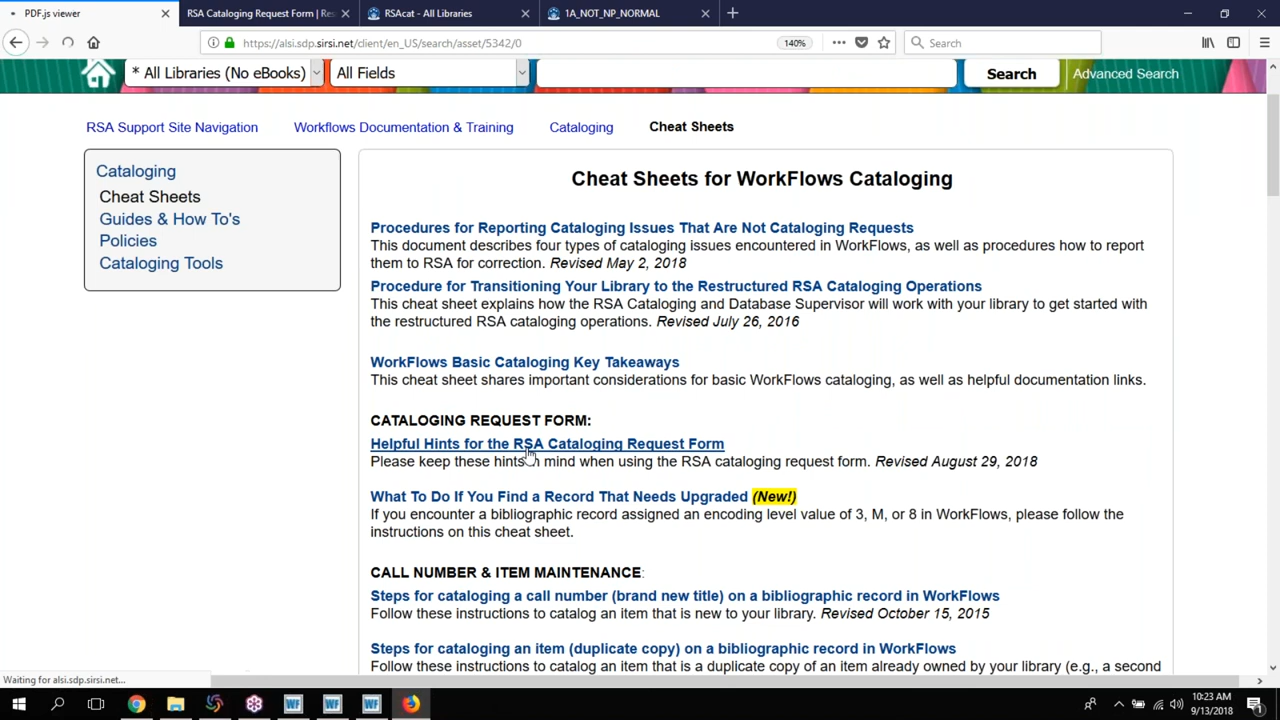 PDF.js viewer
RSA Cataloging Request Form | Res
RSAcat - All Libraries
1A_NOT_NP_NORMAL
https://alsi.sdp.sirsi.net/client/en_US/search/asset/5342/0
140%
Search
* All Libraries (No eBooks)
All Fields
Search
Advanced Search
RSA Support Site Navigation
Workflows Documentation & Training
Cataloging
Cheat Sheets
Cataloging
Cheat Sheets
Guides & How To's
Policies
Cataloging Tools
Cheat Sheets for WorkFlows Cataloging
Procedures for Reporting Cataloging Issues That Are Not Cataloging Requests
This document describes four types of cataloging issues encountered in WorkFlows, as well as procedures how to report
them to RSA for correction. Revised May 2, 2018
Procedure for Transitioning Your Library to the Restructured RSA Cataloging Operations
This cheat sheet explains how the RSA Cataloging and Database Supervisor will work with your library to get started with
the restructured RSA cataloging operations. Revised July 26, 2016
WorkFlows Basic Cataloging Key Takeaways
This cheat sheet shares important considerations for basic WorkFlows cataloging, as well as helpful documentation links.
CATALOGING REQUEST FORM:
Helpful Hints for the RSA Cataloging Request Form
Please keep these hints in mind when using the RSA cataloging request form. Revised August 29, 2018
What To Do If You Find a Record That Needs Upgraded (New!)
If you encounter a bibliographic record assigned an encoding level value of 3, M, or 8 in WorkFlows, please follow the
instructions on this cheat sheet.
CALL NUMBER & ITEM MAINTENANCE:
Steps for cataloging a call number (brand new title) on a bibliographic record in WorkFlows
Follow these instructions to catalog an item that is new to your library. Revised October 15, 2015
Steps for cataloging an item (duplicate copy) on a bibliographic record in WorkFlows
Follow these instructions to catalog an item that is a duplicate copy of an item already owned by your library (e.g., a second
Waiting for alsi.sdp.sirsi.net...
WF
WF
WF
10:23 AM
9/13/2018
1